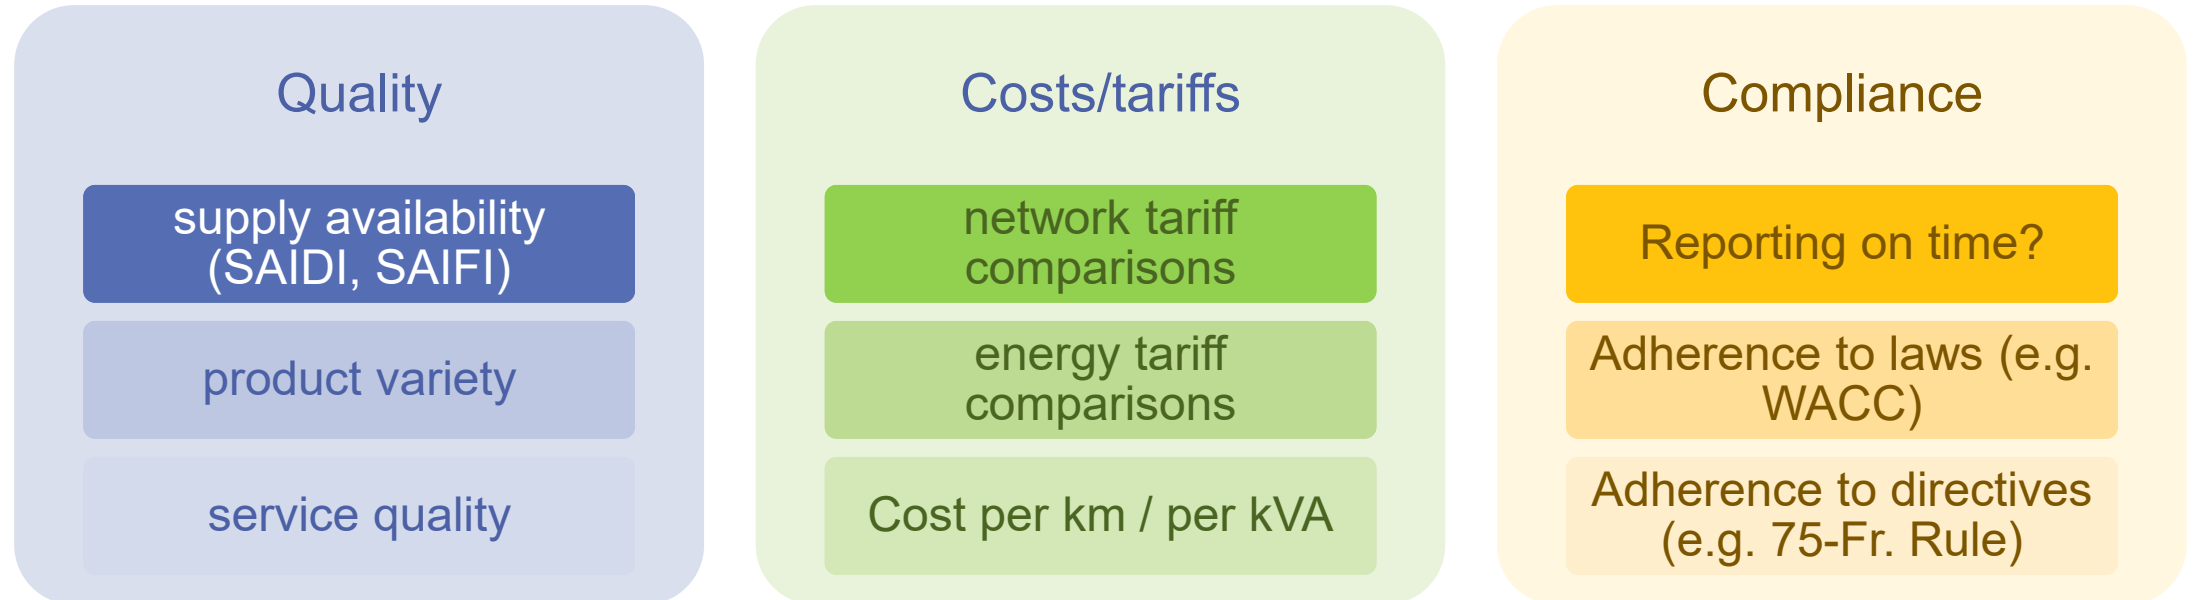 Quality
supply availability
(SAIDI, SAIFI)
product variety
service quality
Costs/tariffs
network tariff
comparisons
energy tariff
comparisons
Cost per km / per kVA
Compliance
Reporting on time?
Adherence to laws (e.g.
WACC)
Adherence to directives
(e.g. 75-Fr. Rule)